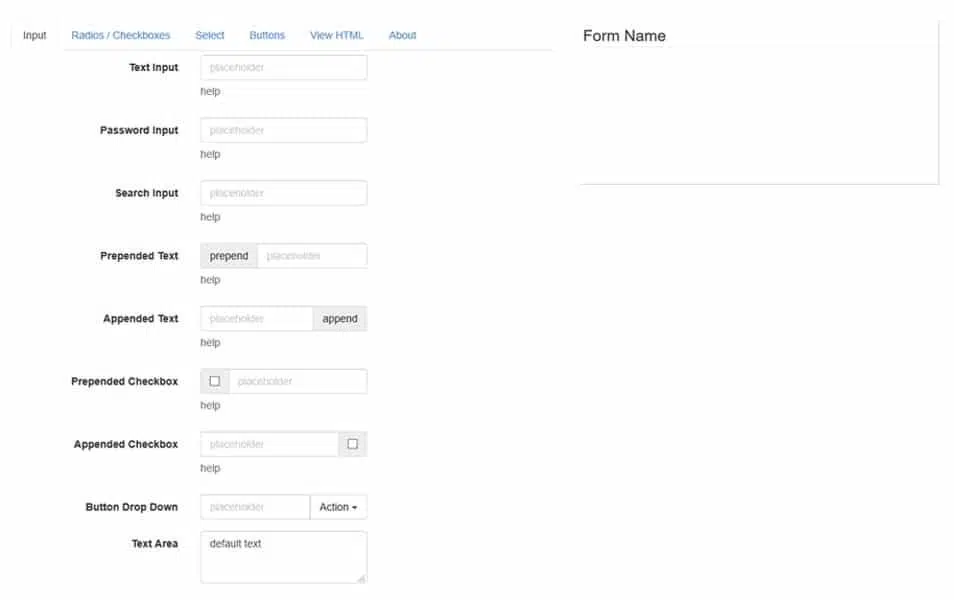 Input Radios / Checkboxes Select Buttons View HTML About
Form Name
Text Input placeholder
help
Password Input placeholder
help
Search Input placeholder
help
Prepended Text prepend placeholder
help
Appended Text placeholder append
help
Prepended Checkbox placeholder
help
Appended Checkbox placeholder
help
Button Drop Down placeholder Action
Text Area default text